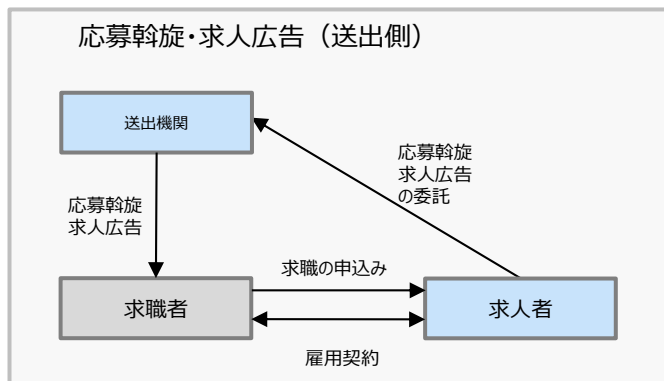 応募斡旋･求人広告（送出側）
送出機関
応募斡旋
求人広告
の委託
応募斡旋
求人広告
求職の申込み
求職者
求人者
雇用契約